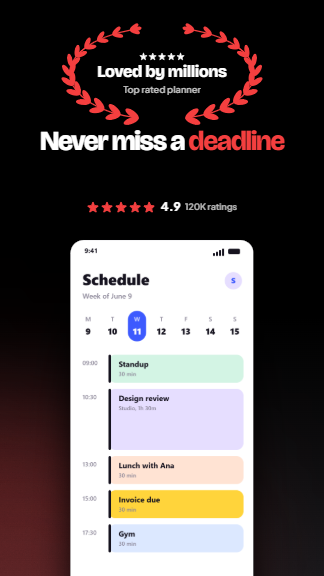 Loved by millions
Top rated planner
Never miss a deadline
4.9 120K ratings
9:41
Schedule
S
Week of June 9
M T W T F S S
9 10 11 12 13 14 15
09:00
Standup
30 min
10:30
Design review
Studio, 1h 30m
13:00
Lunch with Ana
30 min
15:00
Invoice due
30 min
17:30
Gym
30 min